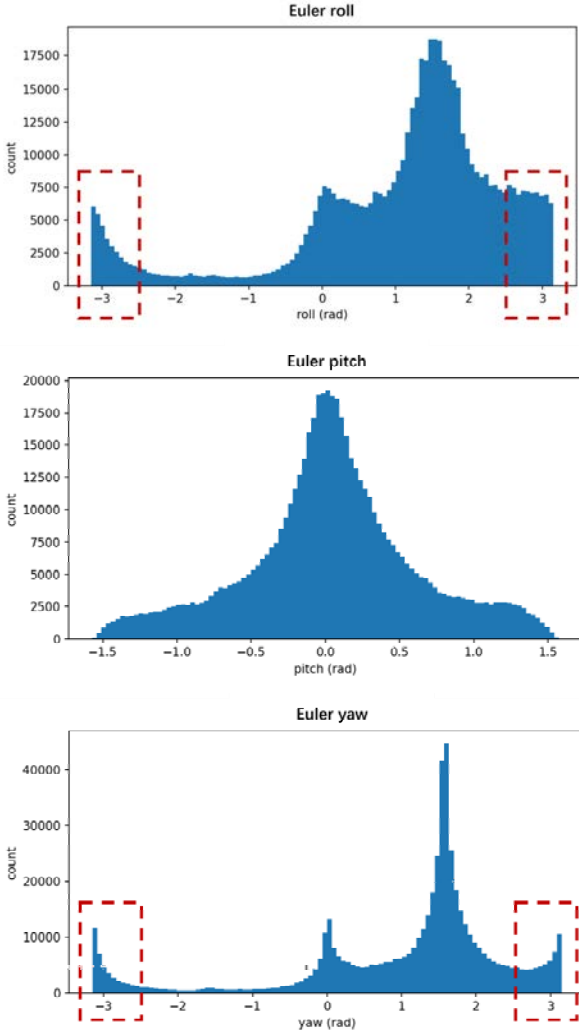 Euler roll
17500
15000
12500
10000
7500
5000
2500
0
count
−3 −2 −1 0 1 2 3
roll (rad)
Euler pitch
20000
17500
15000
12500
10000
7500
5000
2500
0
count
−1.5 −1.0 −0.5 0.0 0.5 1.0 1.5
pitch (rad)
Euler yaw
40000
30000
20000
10000
0
count
−3 −2 −1 0 1 2 3
yaw (rad)